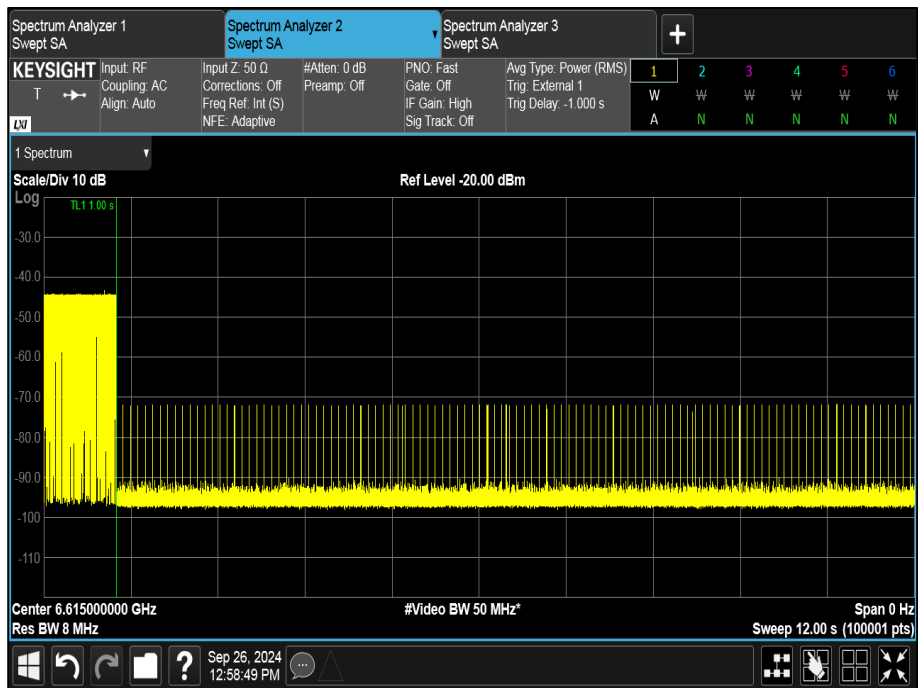 Spectrum Analyzer 1
Swept SA
Spectrum Analyzer 2
Swept SA
Spectrum Analyzer 3
Swept SA
+
KEYSIGHT
T
LXI
Input: RF
Coupling: AC
Align: Auto
Input Z: 50 Ω
Corrections: Off
Freq Ref: Int (S)
NFE: Adaptive
#Atten: 0 dB
Preamp: Off
PNO: Fast
Gate: Off
IF Gain: High
Sig Track: Off
Avg Type: Power (RMS)
Trig: External 1
Trig Delay: -1.000 s
1 2 3 4 5 6
W W W W W W
A N N N N N
1 Spectrum
Scale/Div 10 dB
Ref Level -20.00 dBm
Log
TL1 1.00 s
-30.0
-40.0
-50.0
-60.0
-70.0
-80.0
-90.0
-100
-110
Center 6.615000000 GHz
#Video BW 50 MHz*
Span 0 Hz
Res BW 8 MHz
Sweep 12.00 s (100001 pts)
?
Sep 26, 2024
12:58:49 PM